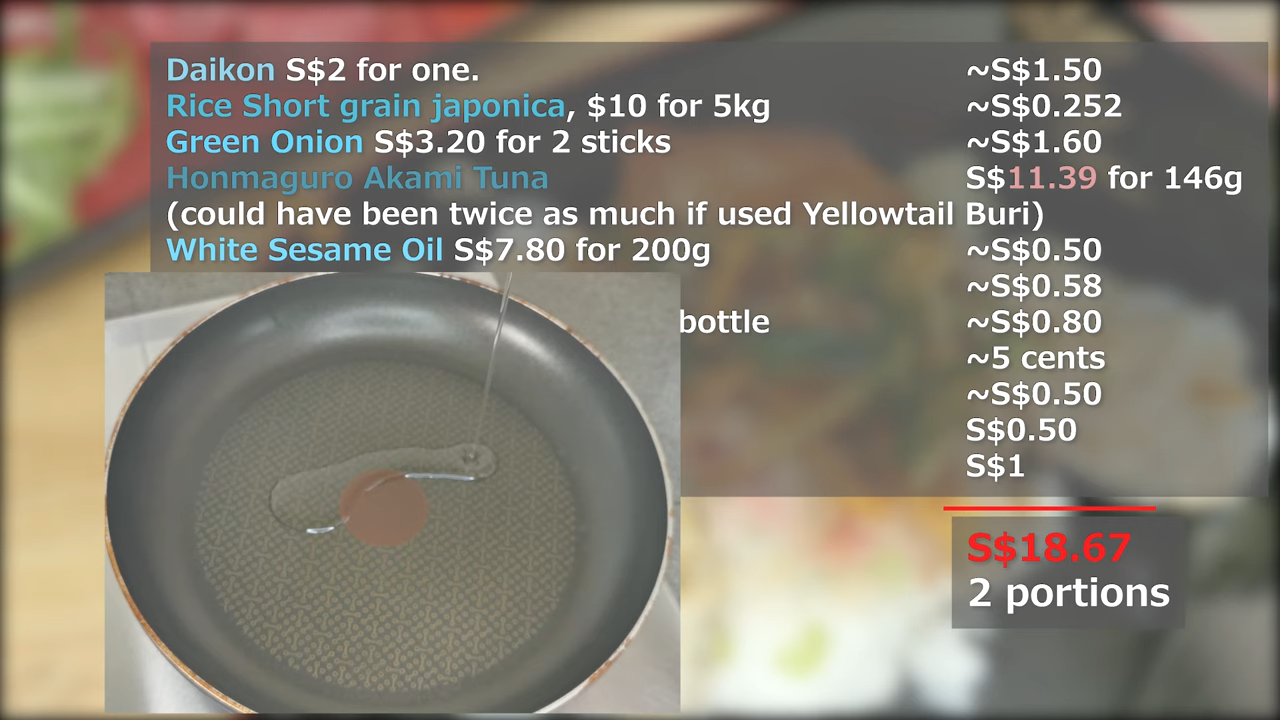 Daikon S$2 for one. ~S$1.50
Rice Short grain japonica, $10 for 5kg ~S$0.252
Green Onion S$3.20 for 2 sticks ~S$1.60
Honmaguro Akami Tuna S$11.39 for 146g
(could have been twice as much if used Yellowtail Buri)
White Sesame Oil S$7.80 for 200g ~S$0.50
~S$0.58
bottle ~S$0.80
~5 cents
~S$0.50
S$0.50
S$1
S$18.67
2 portions